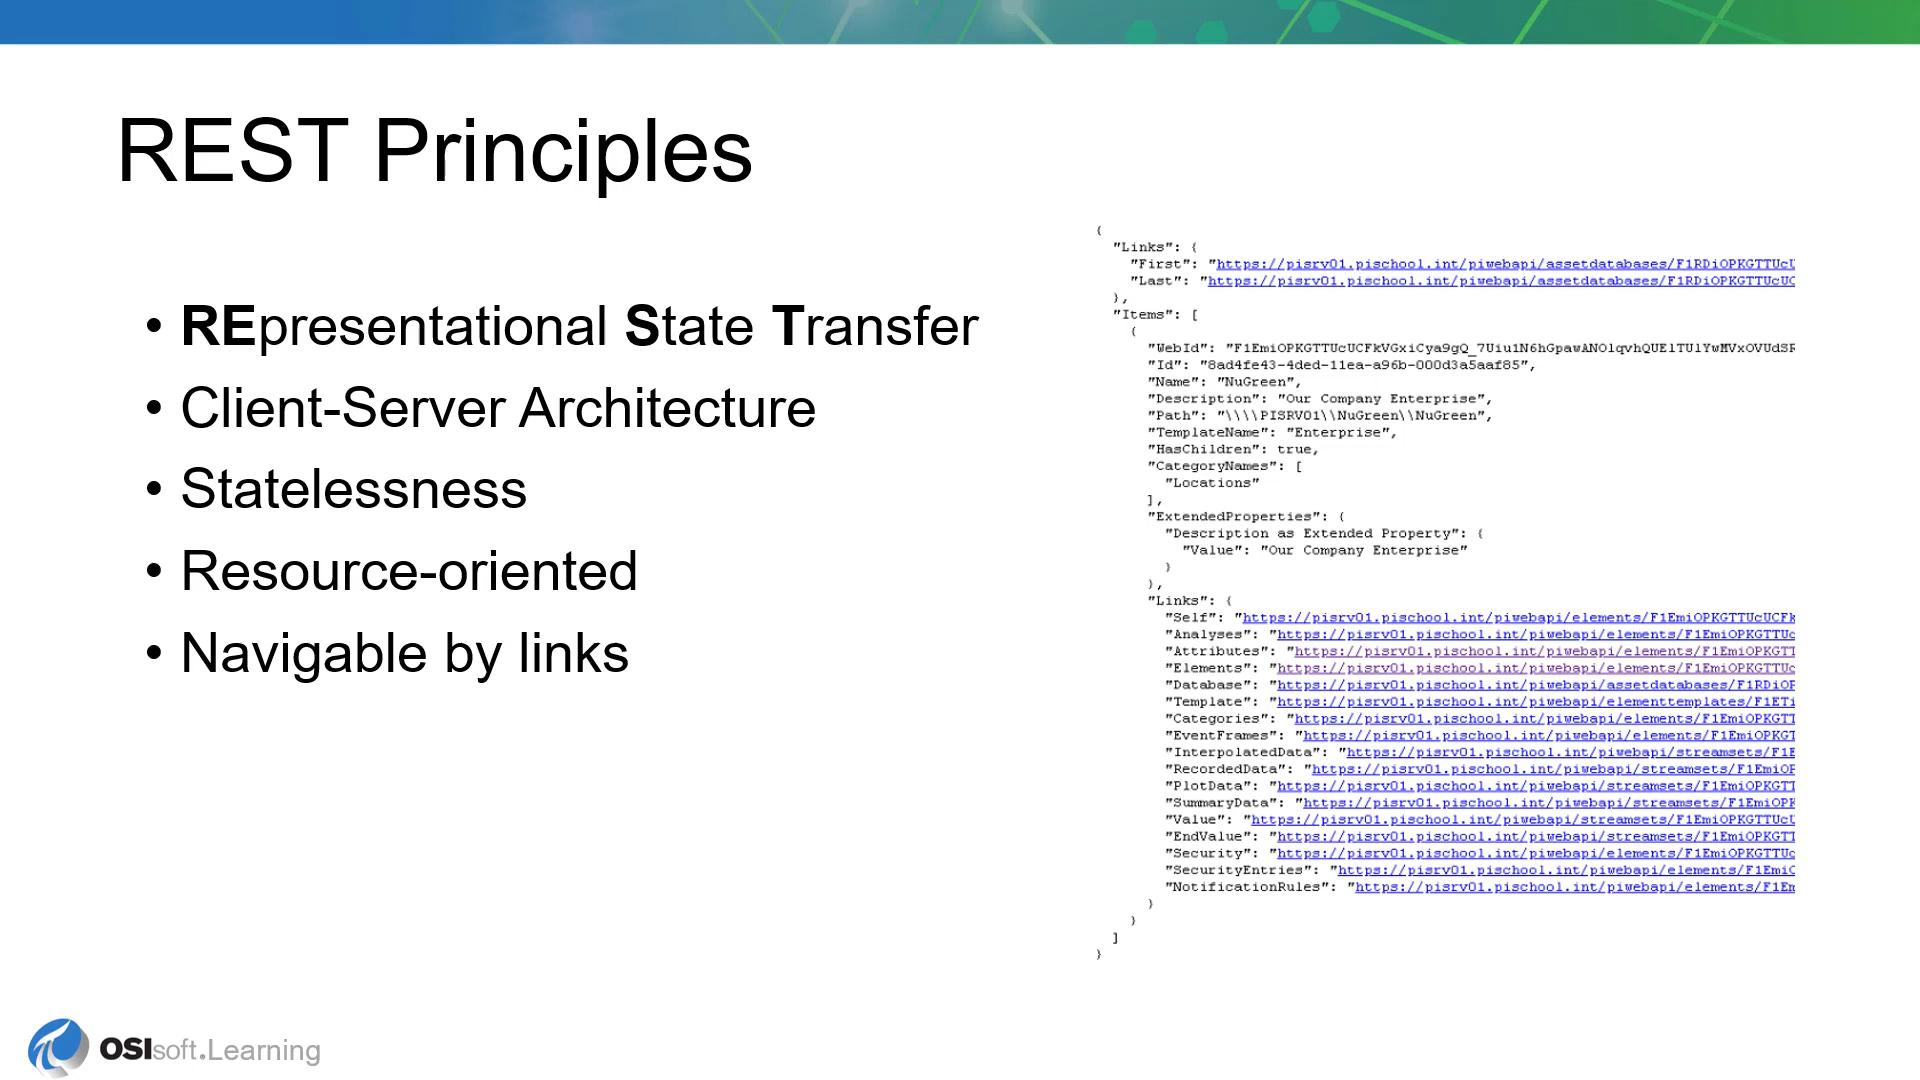 REST Principles
• REpresentational State Transfer
• Client-Server Architecture
• Statelessness
• Resource-oriented
• Navigable by links
{
"Links": {
"First": "https://pisrv01.pischool.int/piwebapi/assetdatabases/F1RDiOPKGTTUcU
"Last": "https://pisrv01.pischool.int/piwebapi/assetdatabases/F1RDiOPKGTTUcUC
},
"Items": [
{
"WebId": "F1EmiOPKGTTUcUCFkVGxiCya9gQ_7Uiu1N6hGpawANOlqvhQUElTUlYwMVxOVUdSR
"Id": "8ad4fe43-4ded-11ea-a96b-000d3a5aaf85",
"Name": "NuGreen",
"Description": "Our Company Enterprise",
"Path": "\\\\PISRV01\\NuGreen\\NuGreen",
"TemplateName": "Enterprise",
"HasChildren": true,
"CategoryNames": [
"Locations"
],
"ExtendedProperties": {
"Description as Extended Property": {
"Value": "Our Company Enterprise"
}
},
"Links": {
"Self": "https://pisrv01.pischool.int/piwebapi/elements/F1EmiOPKGTTUcUCFk
"Analyses": "https://pisrv01.pischool.int/piwebapi/elements/F1EmiOPKGTTUc
"Attributes": "https://pisrv01.pischool.int/piwebapi/elements/F1EmiOPKGTT
"Elements": "https://pisrv01.pischool.int/piwebapi/elements/F1EmiOPKGTTUc
"Database": "https://pisrv01.pischool.int/piwebapi/assetdatabases/F1RDiOP
"Template": "https://pisrv01.pischool.int/piwebapi/elementtemplates/F1ETi
"Categories": "https://pisrv01.pischool.int/piwebapi/elements/F1EmiOPKGTT
"EventFrames": "https://pisrv01.pischool.int/piwebapi/elements/F1EmiOPKGT
"InterpolatedData": "https://pisrv01.pischool.int/piwebapi/streamsets/F1E
"RecordedData": "https://pisrv01.pischool.int/piwebapi/streamsets/F1EmiOP
"PlotData": "https://pisrv01.pischool.int/piwebapi/streamsets/F1EmiOPKGTT
"SummaryData": "https://pisrv01.pischool.int/piwebapi/streamsets/F1EmiOPK
"Value": "https://pisrv01.pischool.int/piwebapi/streamsets/F1EmiOPKGTTUcU
"EndValue": "https://pisrv01.pischool.int/piwebapi/streamsets/F1EmiOPKGTT
"Security": "https://pisrv01.pischool.int/piwebapi/elements/F1EmiOPKGTTUc
"SecurityEntries": "https://pisrv01.pischool.int/piwebapi/elements/F1EmiO
"NotificationRules": "https://pisrv01.pischool.int/piwebapi/elements/F1Em
}
}
]
}
OSIsoft.Learning